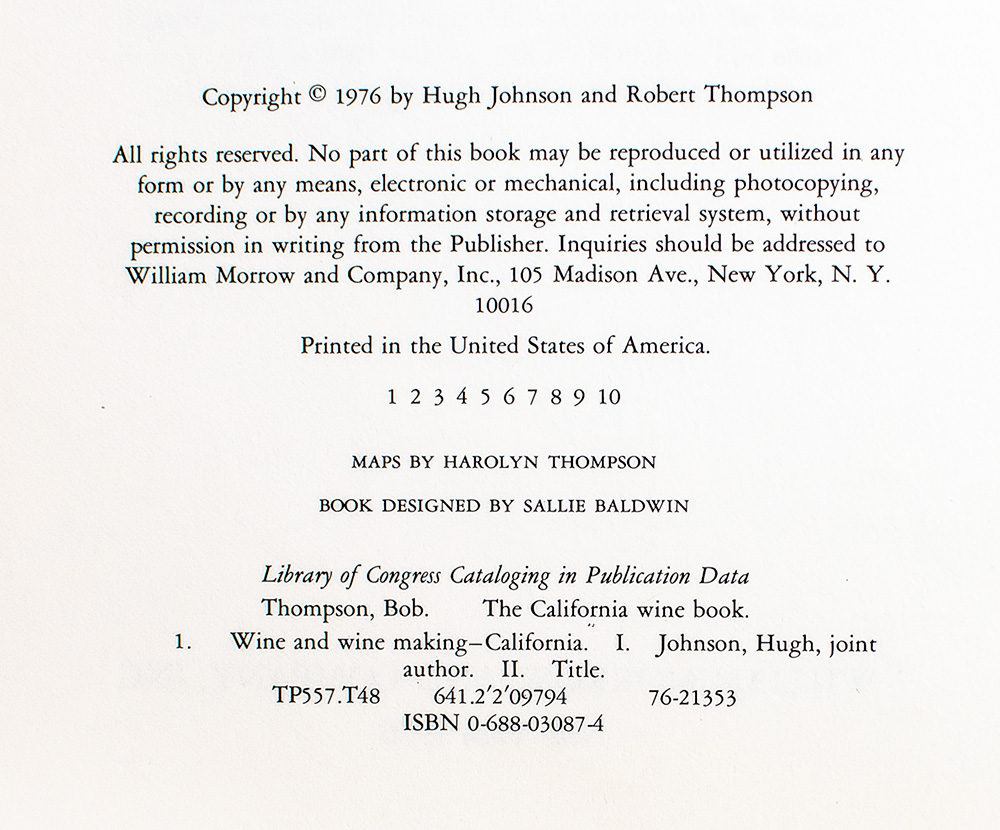 Copyright © 1976 by Hugh Johnson and Robert Thompson
All rights reserved. No part of this book may be reproduced or utilized in any
form or by any means, electronic or mechanical, including photocopying,
recording or by any information storage and retrieval system, without
permission in writing from the Publisher. Inquiries should be addressed to
William Morrow and Company, Inc., 105 Madison Ave., New York, N. Y.
10016
Printed in the United States of America.
1 2 3 4 5 6 7 8 9 10
MAPS BY HAROLYN THOMPSON
BOOK DESIGNED BY SALLIE BALDWIN
Library of Congress Cataloging in Publication Data
Thompson, Bob. The California wine book.
1. Wine and wine making–California. I. Johnson, Hugh, joint
author. II. Title.
TP557.T48 641.2′2′09794 76-21353
ISBN 0-688-03087-4